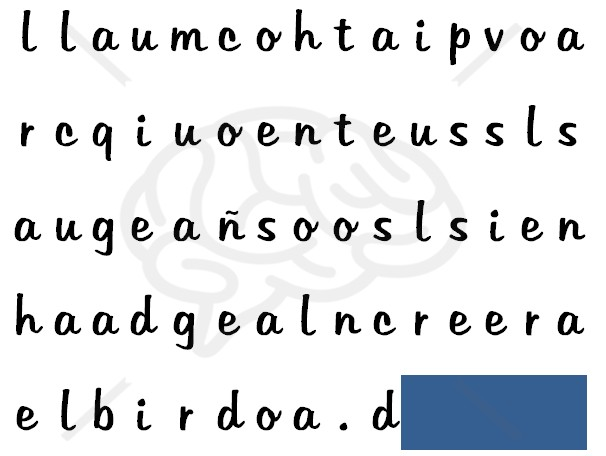 l l a u m c o h t a i p v o a
r c q i u o e n t e u s s l s
a u g e a ñ s o o s l s i e n
h a a d g e a l n c r e e r a
e l b i r d o a . d